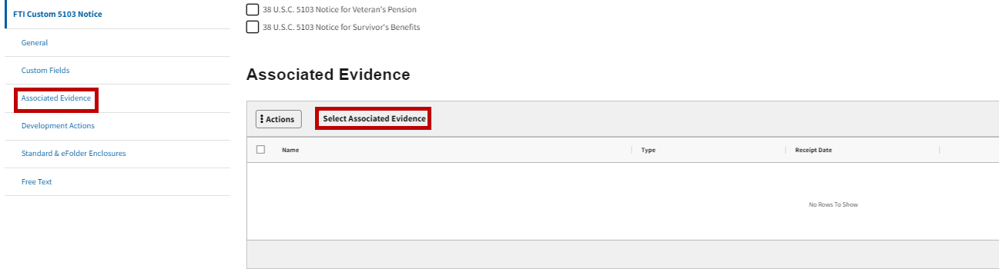 FTI Custom 5103 Notice
General
Custom Fields
Associated Evidence
Development Actions
Standard & eFolder Enclosures
Free Text
38 U.S.C. 5103 Notice for Veteran's Pension
38 U.S.C. 5103 Notice for Survivor's Benefits
Associated Evidence
Actions Select Associated Evidence
Name Type Receipt Date
No Rows To Show